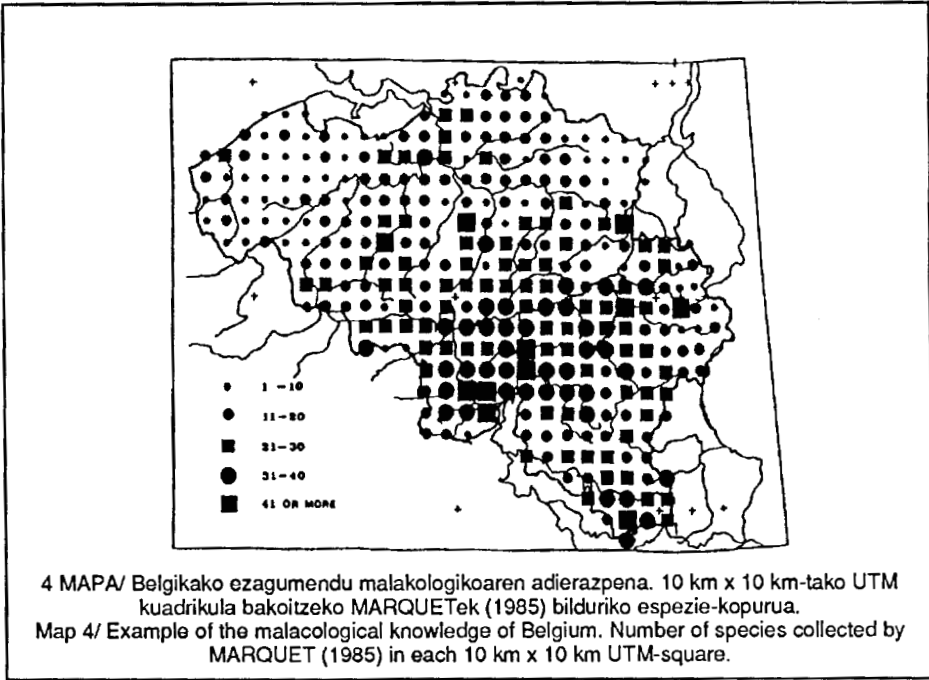 1-10
11-20
21-30
31-40
41 OR MORE
4 MAPA/ Belgikako ezagumendu malakologikoaren adierazpena. 10 km x 10 km-tako UTM
kuadrikula bakoitzeko MARQUETek (1985) bilduriko espezie-kopurua.
Map 4/ Example of the malacological knowledge of Belgium. Number of species collected by
MARQUET (1985) in each 10 km x 10 km UTM-square.